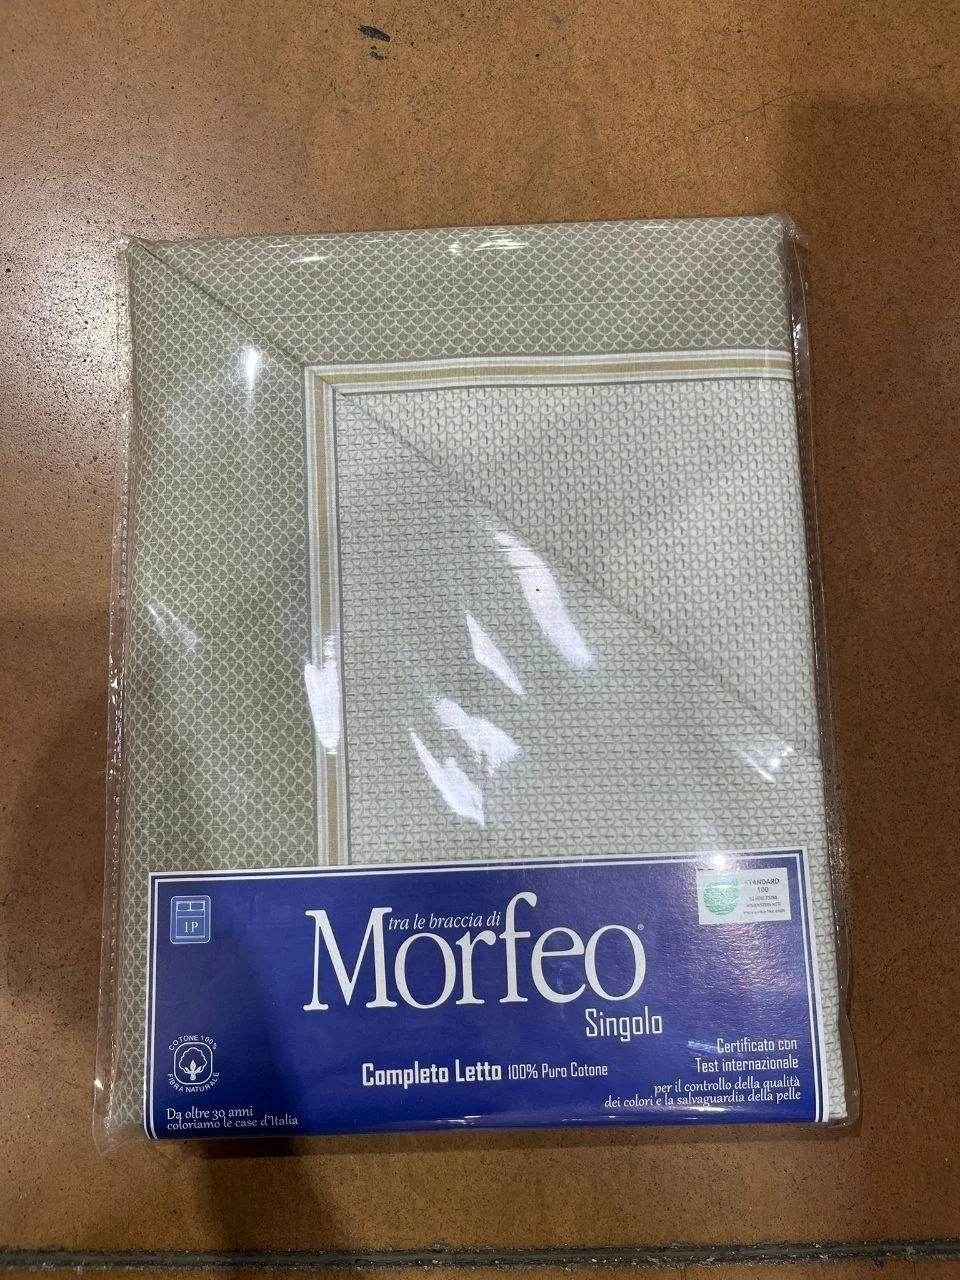 1P
STANDARD
100
tra le braccia di
Morfeo
Singolo
COTONE 100%
FIBRA NATURALE
Completo Letto 100% Puro Cotone
Certificato con
Test internazionale
per il controllo della qualità
dei colori e la salvaguardia della pelle
Da oltre 30 anni
coloriamo le case d'Italia